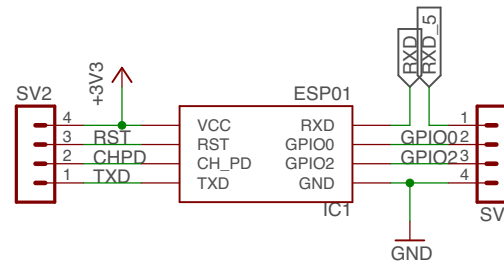 RXD
RXD_5
+3V3
SV2
ESP01
4
VCC
RXD
1
3
RST
RST
GPIO0
GPIO0
2
2
CHPD
CH_PD
GPIO2
GPIO2
3
1
TXD
TXD
GND
4
IC1
SV
GND